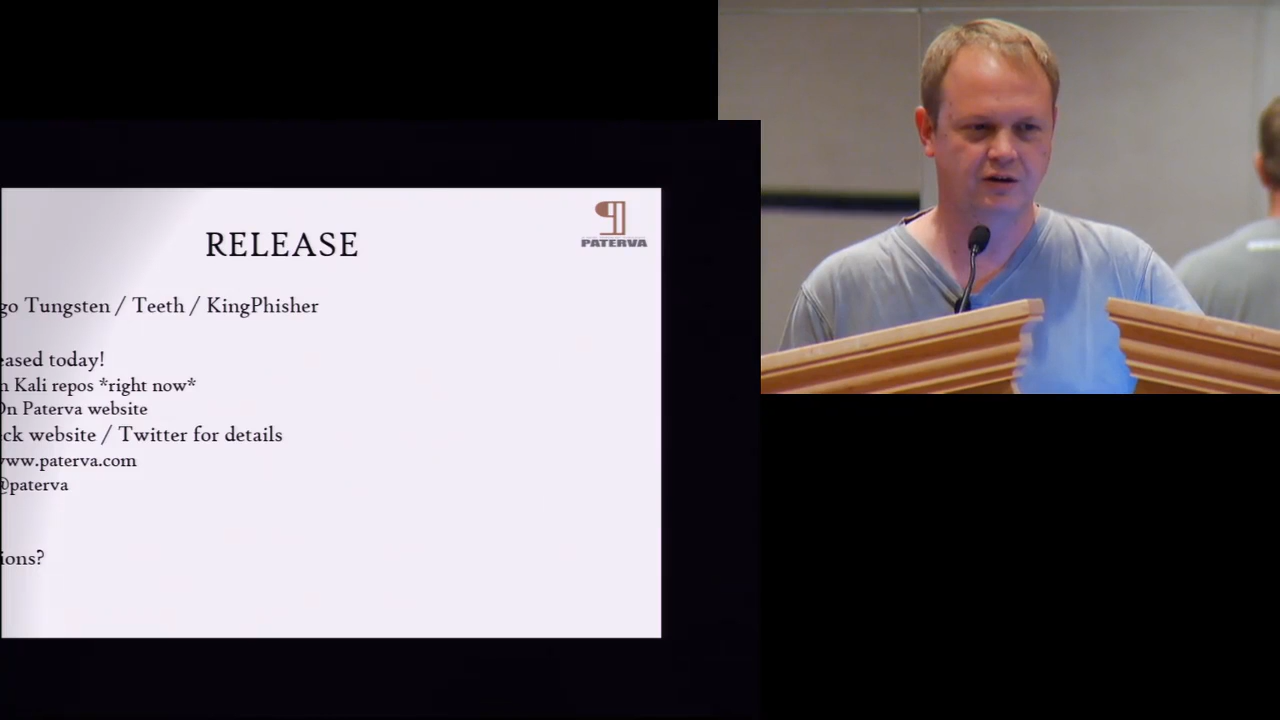 PATERVA
RELEASE
go Tungsten / Teeth / KingPhisher
eased today!
n Kali repos *right now*
On Paterva website
eck website / Twitter for details
www.paterva.com
@paterva
ions?